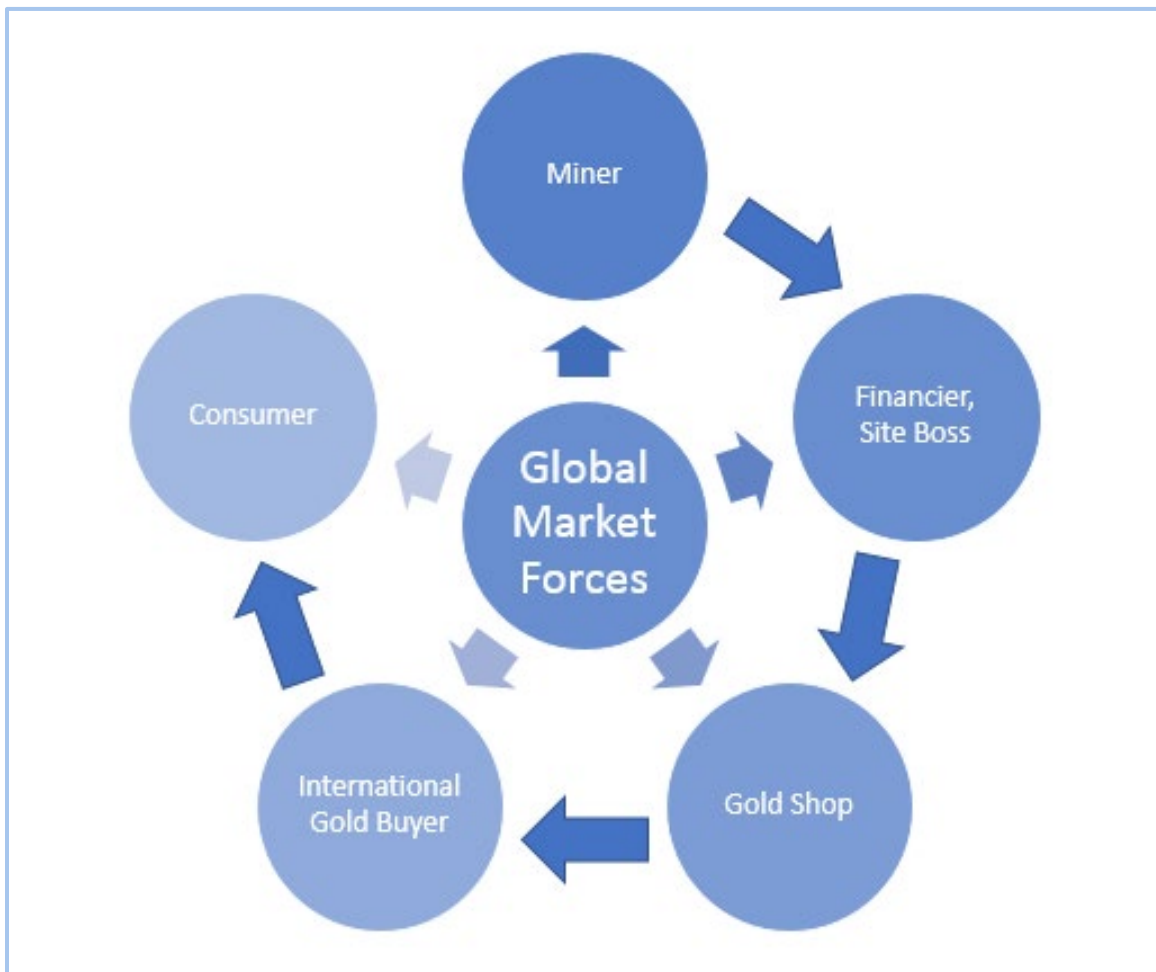 Miner
Financier,
Site Boss
Gold Shop
International
Gold Buyer
Consumer
Global
Market
Forces